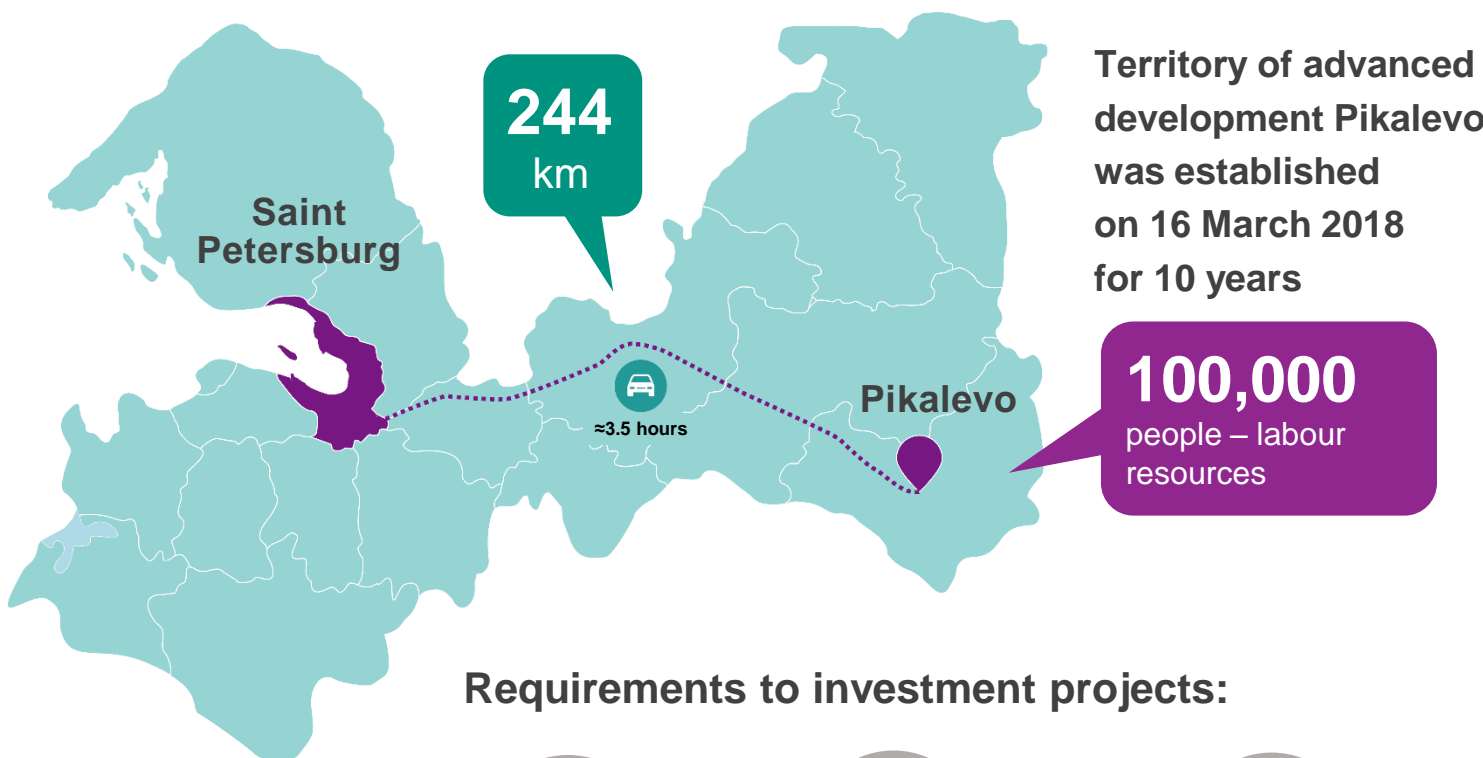 Territory of advanced
development Pikalevo
was established
on 16 March 2018
for 10 years
244
km
Saint
Petersburg
≈3.5 hours
Pikalevo
100,000
people – labour
resources
Requirements to investment projects: